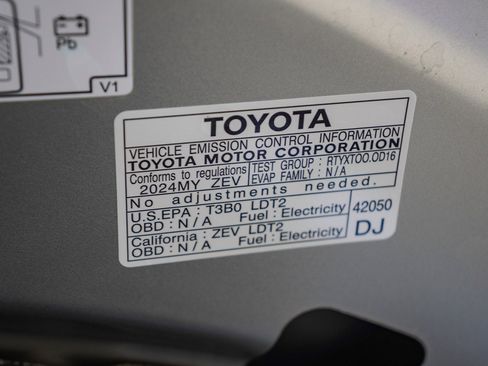 Pb
V1
TOYOTA
VEHICLE EMISSION CONTROL INFORMATION
TOYOTA MOTOR CORPORATION
Conforms to regulations TEST GROUP : RTYXT00.0D16
2024MY ZEV EVAP FAMILY : N/A
No adjustments needed.
U.S.EPA : T3B0 LDT2 42050
OBD : N/A Fuel : Electricity
California : ZEV LDT2 DJ
OBD : N/A Fuel : Electricity